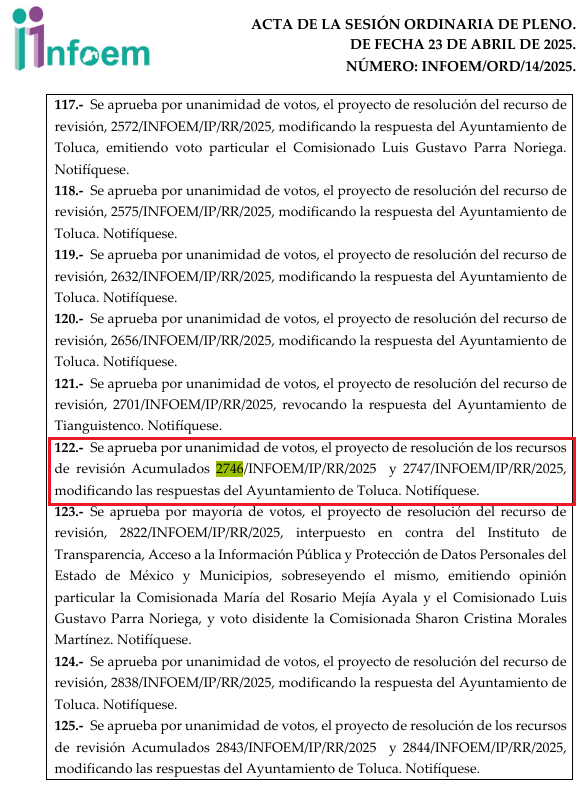 infoem
ACTA DE LA SESIÓN ORDINARIA DE PLENO.
DE FECHA 23 DE ABRIL DE 2025.
NÚMERO: INFOEM/ORD/14/2025.
117.- Se aprueba por unanimidad de votos, el proyecto de resolución del recurso de
revisión, 2572/INFOEM/IP/RR/2025, modificando la respuesta del Ayuntamiento de
Toluca, emitiendo voto particular el Comisionado Luis Gustavo Parra Noriega.
Notifíquese.
118.- Se aprueba por unanimidad de votos, el proyecto de resolución del recurso de
revisión, 2575/INFOEM/IP/RR/2025, modificando la respuesta del Ayuntamiento de
Toluca. Notifíquese.
119.- Se aprueba por unanimidad de votos, el proyecto de resolución del recurso de
revisión, 2632/INFOEM/IP/RR/2025, modificando la respuesta del Ayuntamiento de
Toluca. Notifíquese.
120.- Se aprueba por unanimidad de votos, el proyecto de resolución del recurso de
revisión, 2656/INFOEM/IP/RR/2025, modificando la respuesta del Ayuntamiento de
Toluca. Notifíquese.
121.- Se aprueba por unanimidad de votos, el proyecto de resolución del recurso de
revisión, 2701/INFOEM/IP/RR/2025, revocando la respuesta del Ayuntamiento de
Tianguistenco. Notifíquese.
122.- Se aprueba por unanimidad de votos, el proyecto de resolución de los recursos
de revisión Acumulados 2746/INFOEM/IP/RR/2025 y 2747/INFOEM/IP/RR/2025,
modificando las respuestas del Ayuntamiento de Toluca. Notifíquese.
123.- Se aprueba por mayoría de votos, el proyecto de resolución del recurso de
revisión, 2822/INFOEM/IP/RR/2025, interpuesto en contra del Instituto de
Transparencia, Acceso a la Información Pública y Protección de Datos Personales del
Estado de México y Municipios, sobreseyendo el mismo, emitiendo opinión
particular la Comisionada María del Rosario Mejía Ayala y el Comisionado Luis
Gustavo Parra Noriega, y voto disidente la Comisionada Sharon Cristina Morales
Martínez. Notifíquese.
124.- Se aprueba por unanimidad de votos, el proyecto de resolución del recurso de
revisión, 2838/INFOEM/IP/RR/2025, modificando la respuesta del Ayuntamiento de
Toluca. Notifíquese.
125.- Se aprueba por unanimidad de votos, el proyecto de resolución de los recursos
de revisión Acumulados 2843/INFOEM/IP/RR/2025 y 2844/INFOEM/IP/RR/2025,
modificando las respuestas del Ayuntamiento de Toluca. Notifíquese.